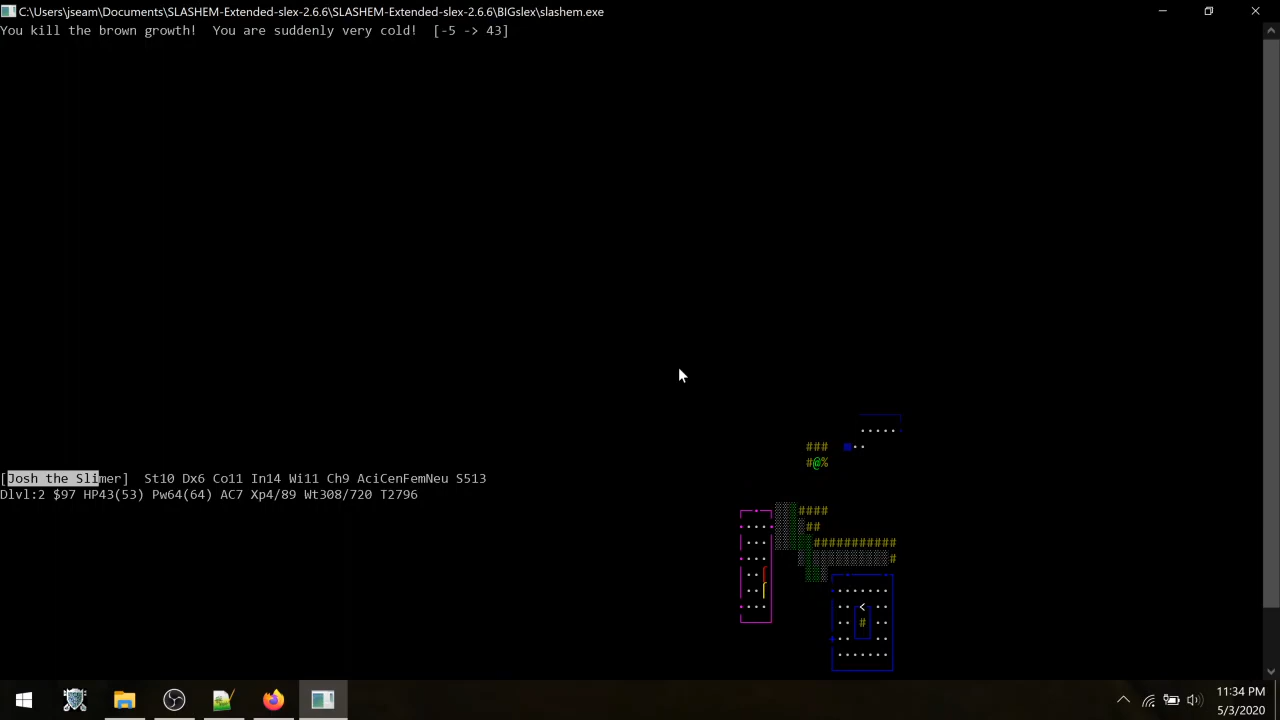 C:\Users\jseam\Documents\SLASHEM-Extended-slex-2.6.6\SLASHEM-Extended-slex-2.6.6\BIGslex\slashem.exe
You kill the brown growth!  You are suddenly very cold!  [-5 -> 43]
.....
### ..
#@%
####
....##
...###########
...#
..
.........
...<..
..#..
....
.......
[Josh the Slimer]  St10 Dx6 Co11 In14 Wi11 Ch9 AciCenFemNeu S513
Dlvl:2 $97 HP43(53) Pw64(64) AC7 Xp4/89 Wt308/720 T2796
11:34 PM
5/3/2020